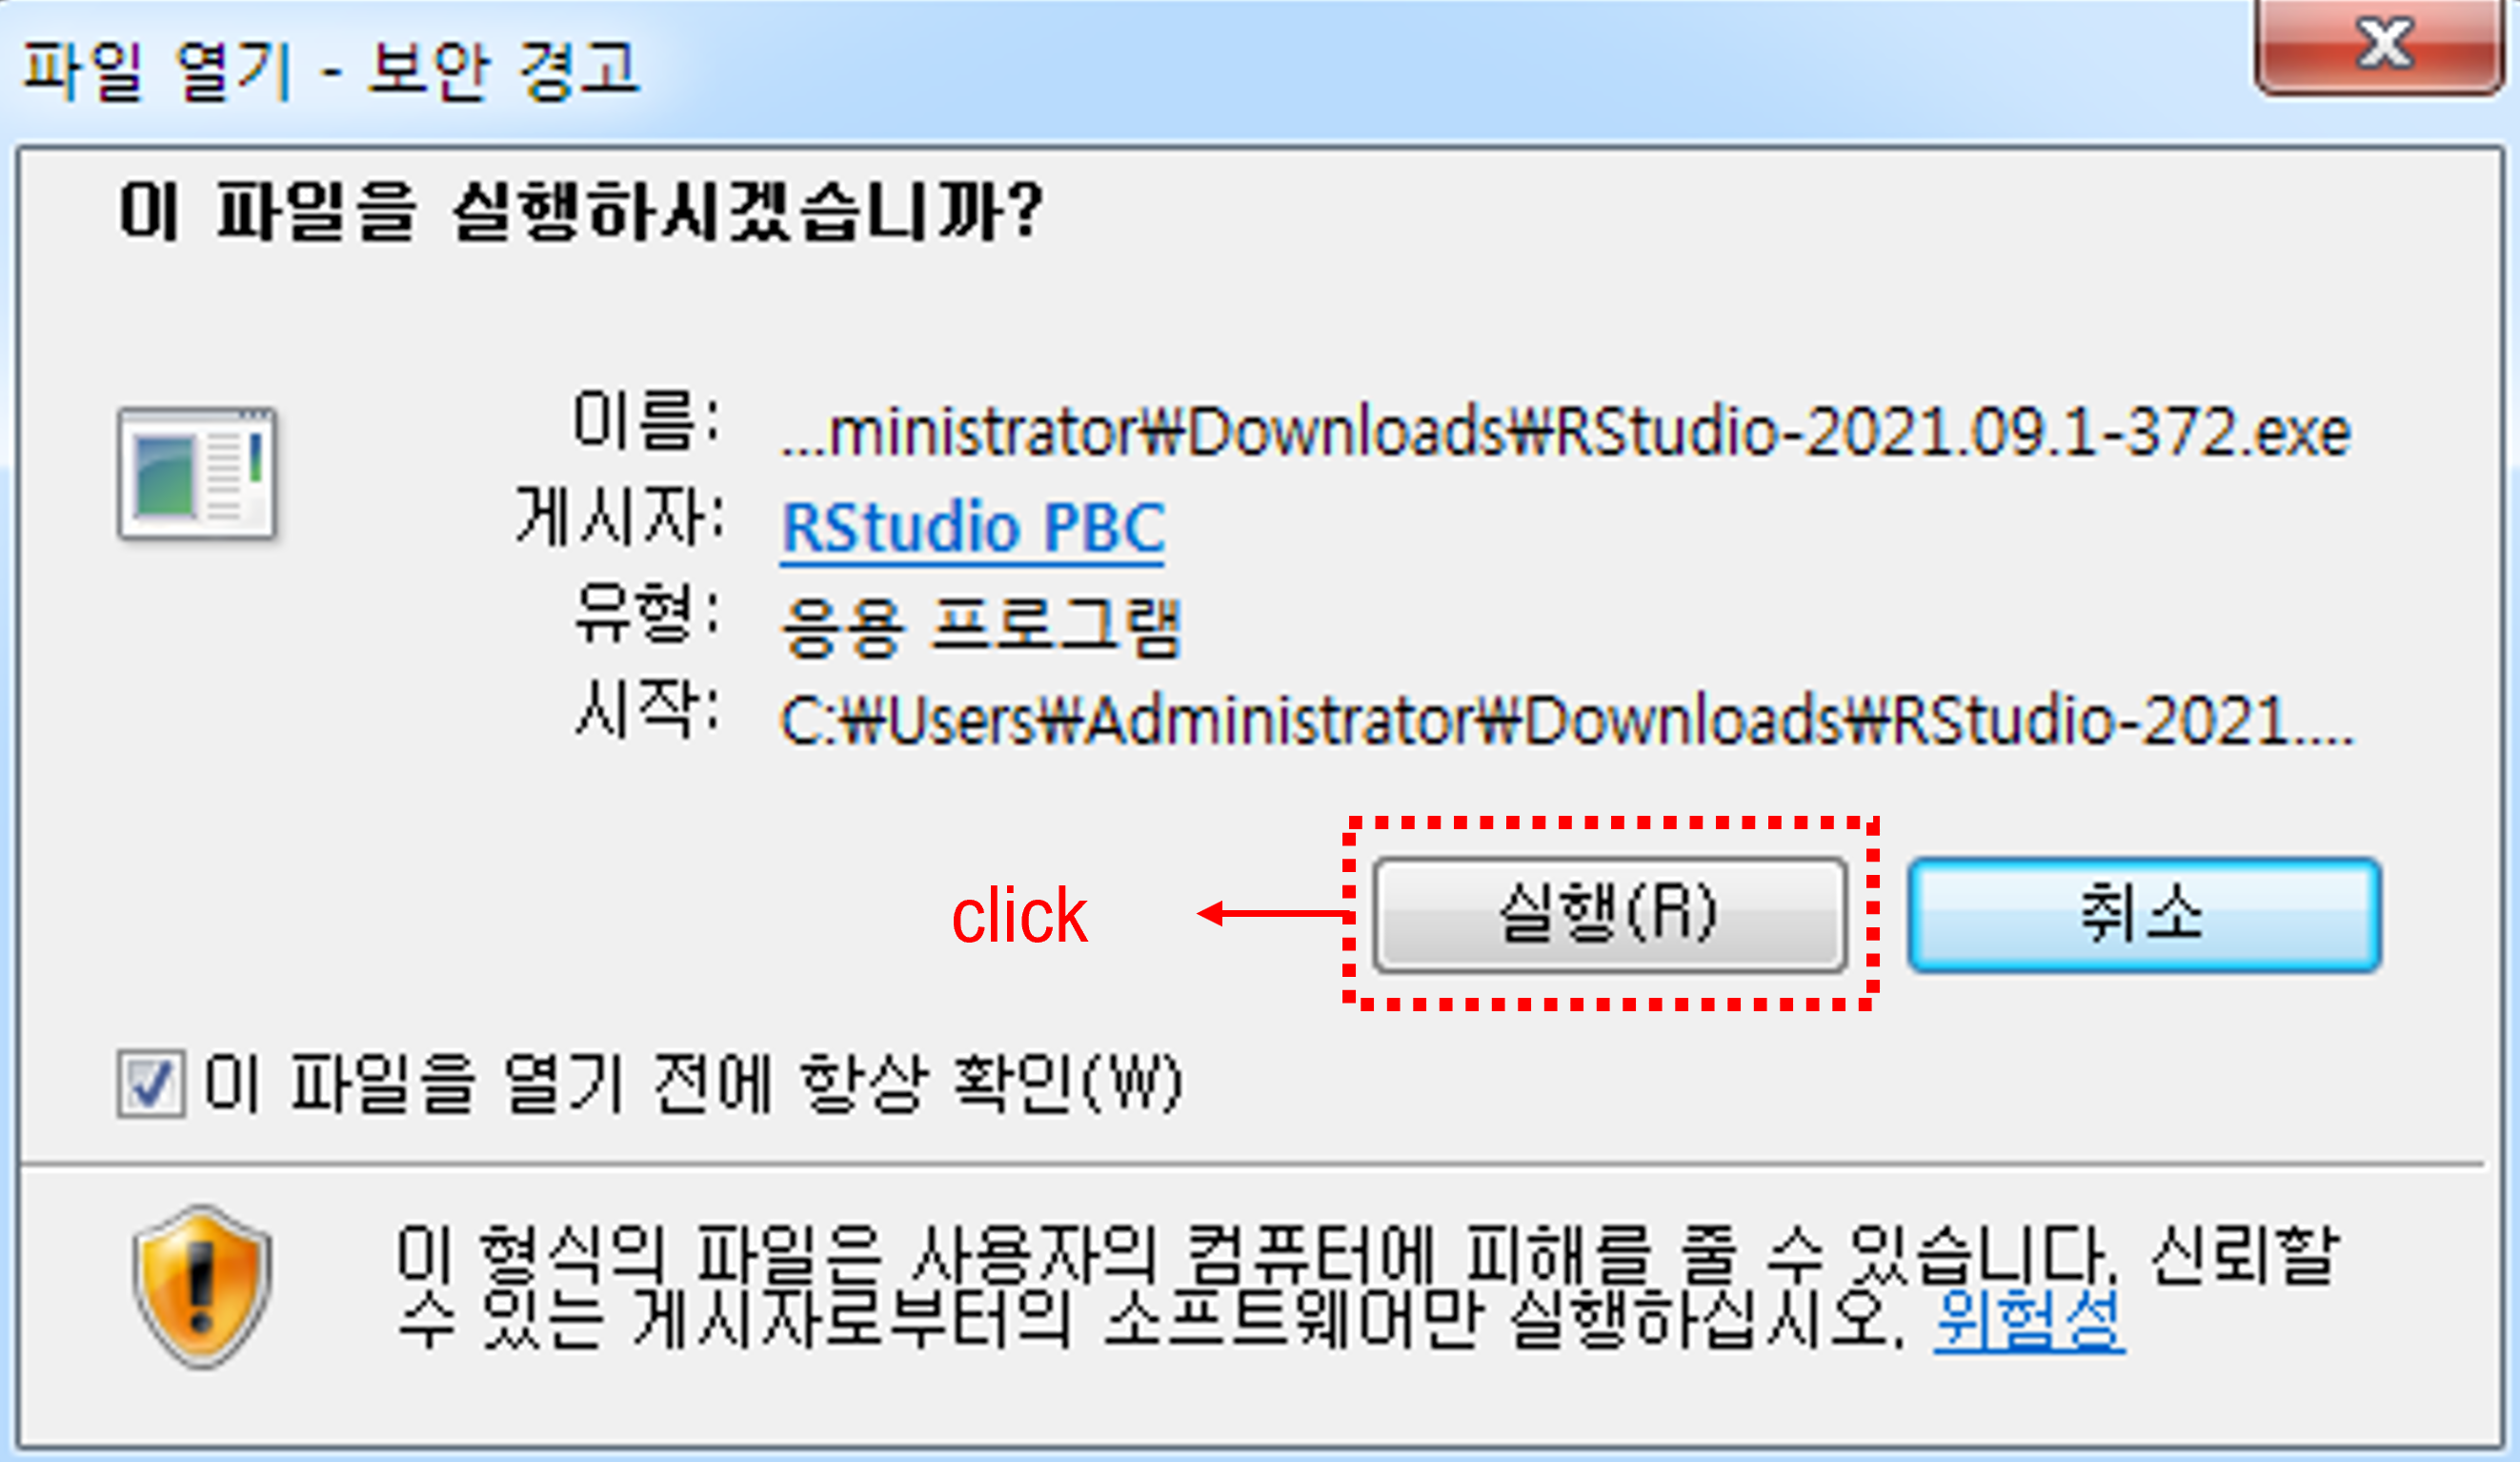 파일 열기 - 보안 경고
이 파일을 실행하시겠습니까?
이름: ...ministrator₩Downloads₩RStudio-2021.09.1-372.exe
게시자: RStudio PBC
유형: 응용 프로그램
시작: C:₩Users₩Administrator₩Downloads₩RStudio-2021....
click 실행(R) 취소
이 파일을 열기 전에 항상 확인(W)
이 형식의 파일은 사용자의 컴퓨터에 피해를 줄 수 있습니다. 신뢰할
수 있는 게시자로부터의 소프트웨어만 실행하십시오. 위험성